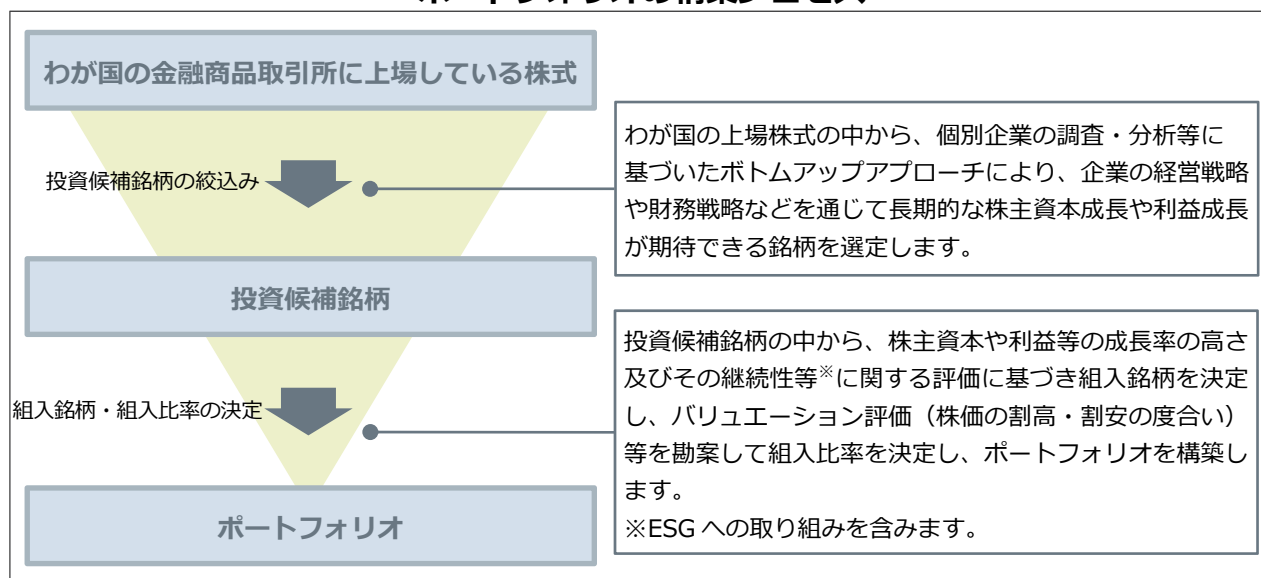 わが国の金融商品取引所に上場している株式
投資候補銘柄の絞込み
わが国の上場株式の中から、個別企業の調査・分析等に
基づいたボトムアップアプローチにより、企業の経営戦略
や財務戦略などを通じて長期的な株主資本成長や利益成長
が期待できる銘柄を選定します。
投資候補銘柄
組入銘柄・組入比率の決定
投資候補銘柄の中から、株主資本や利益等の成長率の高さ
及びその継続性等※に関する評価に基づき組入銘柄を決定
し、バリュエーション評価（株価の割高・割安の度合い）
等を勘案して組入比率を決定し、ポートフォリオを構築し
ます。
※ESG への取り組みを含みます。
ポートフォリオ